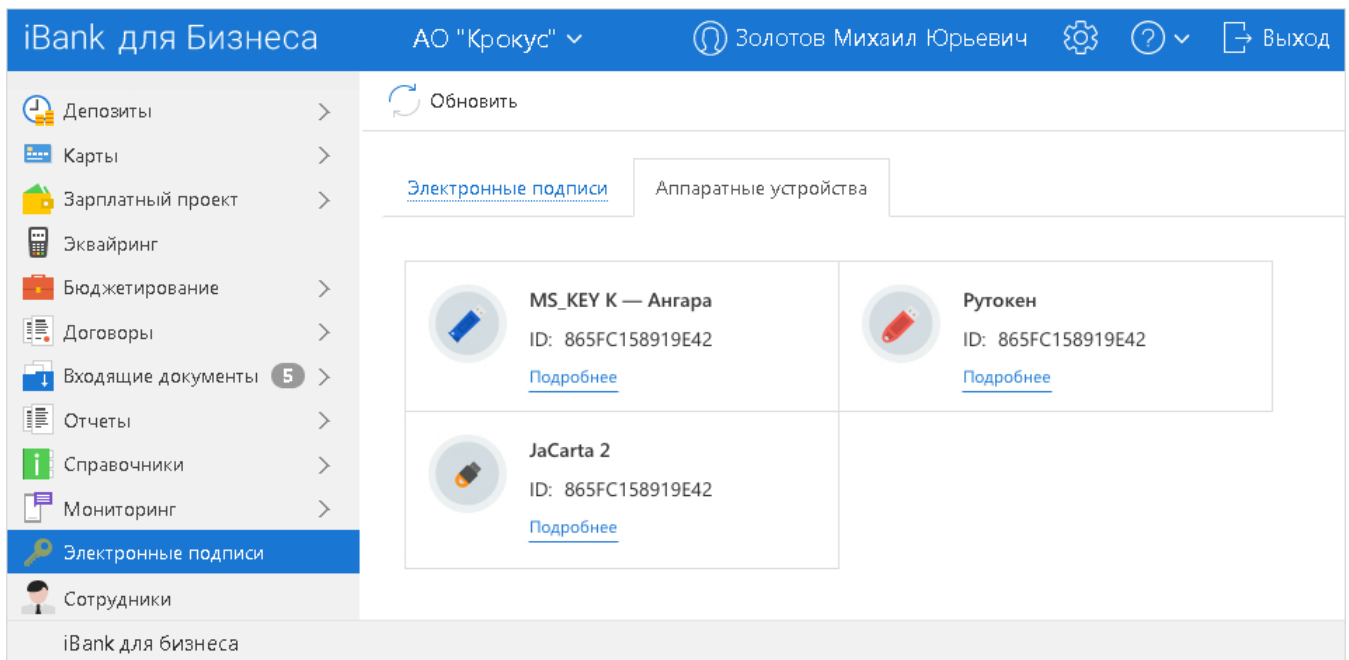 iBank для Бизнеса АО "Крокус" Золотов Михаил Юрьевич ? Выход
Депозиты
Карты
Зарплатный проект
Эквайринг
Бюджетирование
Договоры
Входящие документы 5
Отчеты
Справочники
Мониторинг
Электронные подписи
Сотрудники
iBank для бизнеса
Обновить
Электронные подписи Аппаратные устройства
MS_KEY K — Ангара
ID: 865FC158919E42
Подробнее
Рутокен
ID: 865FC158919E42
Подробнее
JaCarta 2
ID: 865FC158919E42
Подробнее